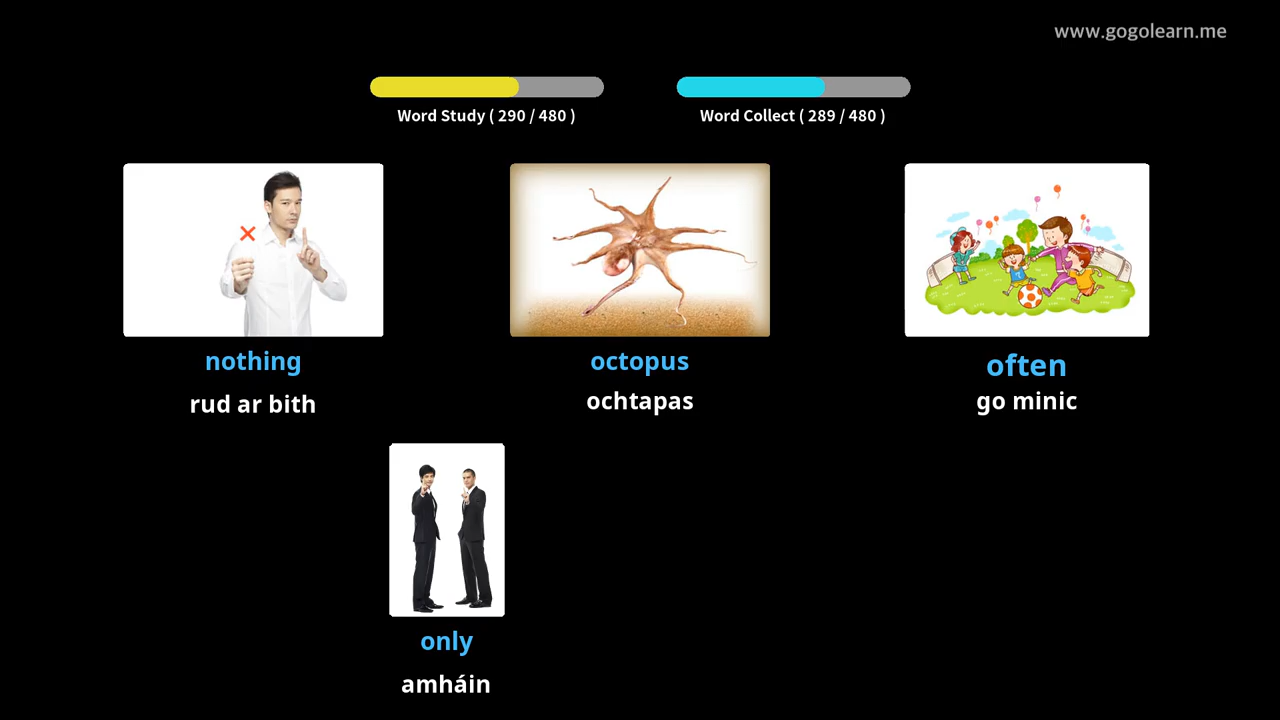 www.gogolearn.me
Word Study ( 290 / 480 )
Word Collect ( 289 / 480 )
nothing
rud ar bith
octopus
ochtapas
often
go minic
only
amháin